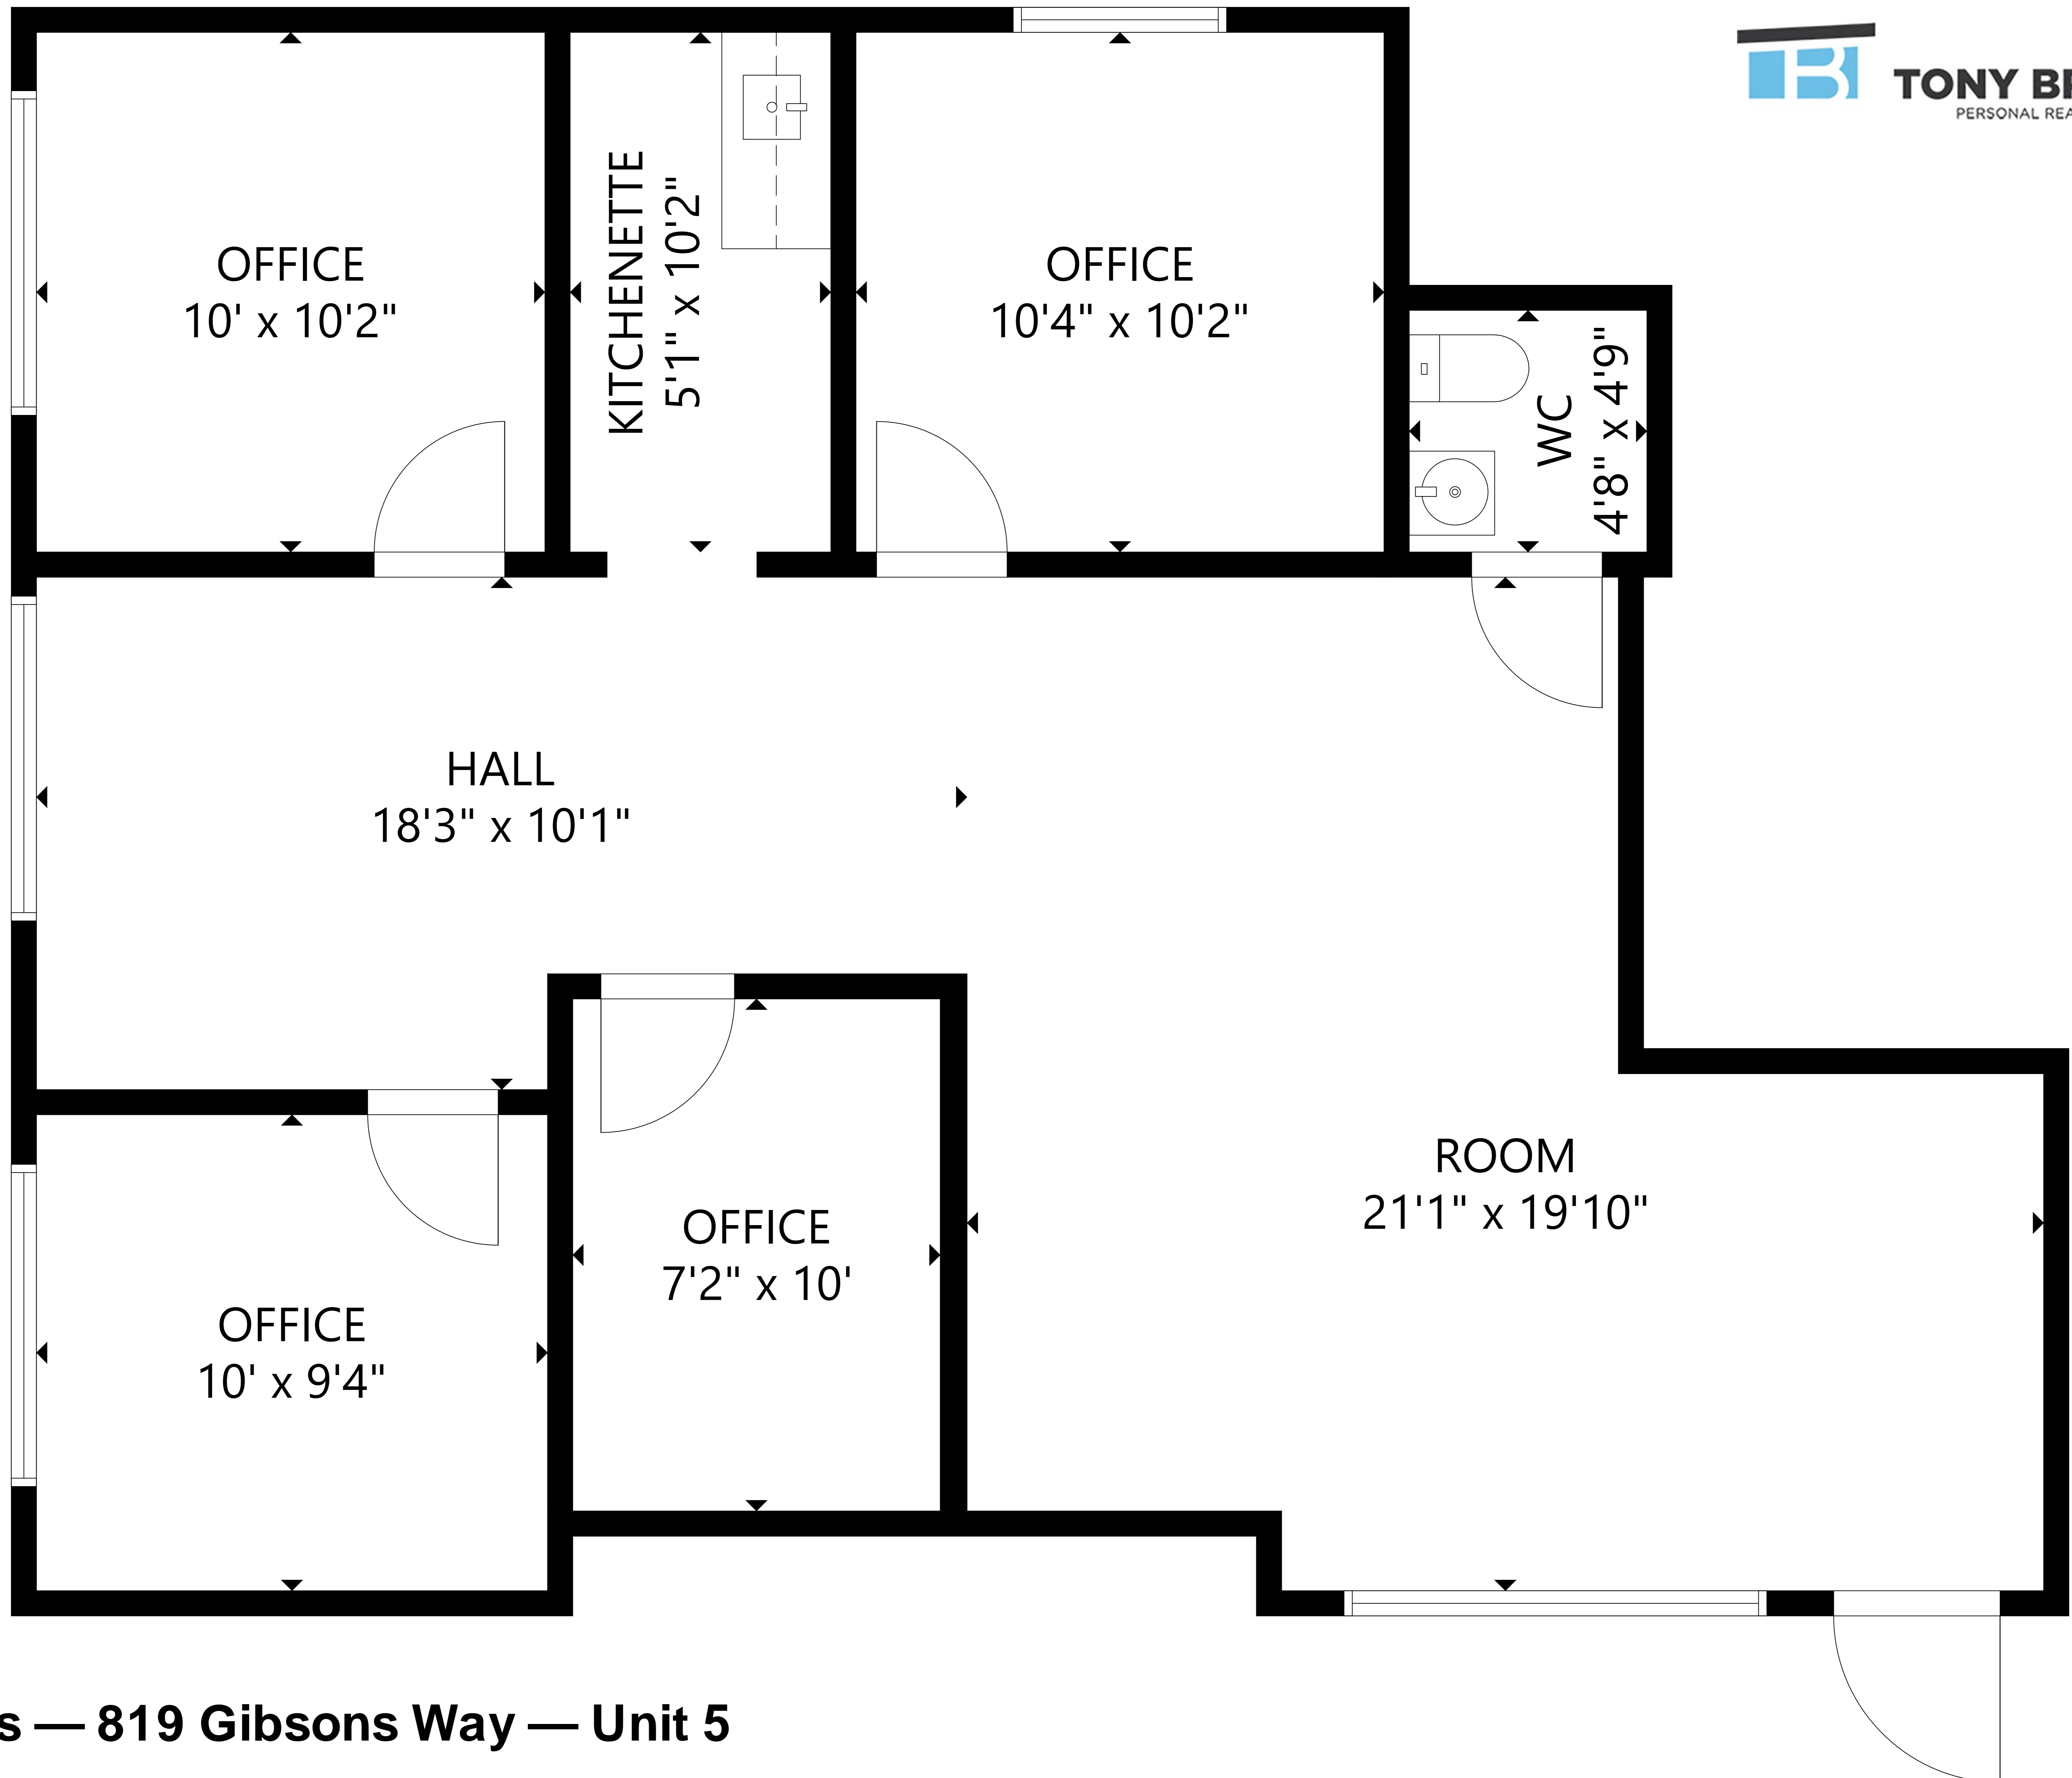 TONY
PERSONAL
OFFICE
10' x 10'2"
KITCHENETTE
5'1" x 10'2"
OFFICE
10'4" x 10'2"
WC
4'8" x 4'9"
HALL
18'3" x 10'1"
ROOM
21'1" x 19'10"
OFFICE
7'2" x 10'
OFFICE
10' x 9'4"
— 819 Gibsons Way — Unit 5